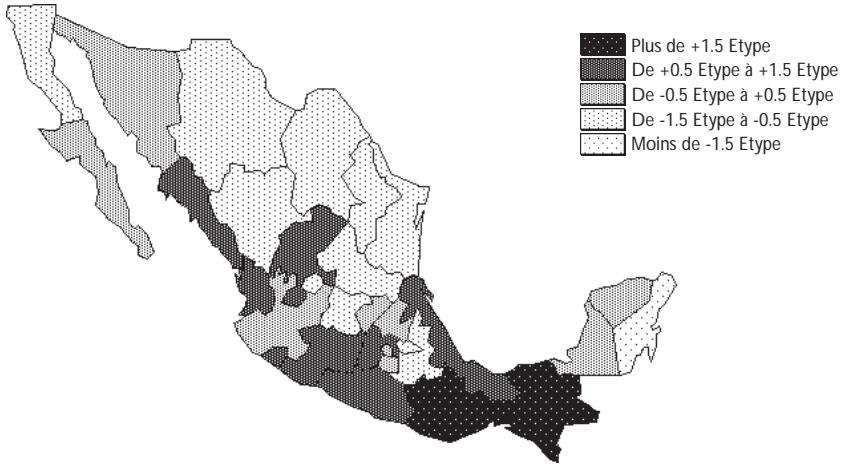 Plus de +1.5 Etype
De +0.5 Etype à +1.5 Etype
De -0.5 Etype à +0.5 Etype
De -1.5 Etype à -0.5 Etype
Moins de -1.5 Etype